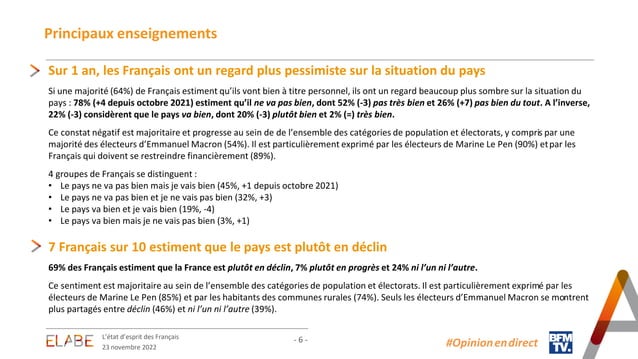 Principaux enseignements
Sur 1 an, les Français ont un regard plus pessimiste sur la situation du pays
Si une majorité (64%) de Français estiment qu'ils vont bien à titre personnel, ils ont un regard beaucoup plus sombre sur la situation du
pays : 78% (+4 depuis octobre 2021) estiment qu'il ne va pas bien, dont 52% (-3) pas très bien et 26% (+7) pas bien du tout. A l'inverse,
22% (-3) considèrent que le pays va bien, dont 20% (-3) plutôt bien et 2% (=) très bien.
Ce constat négatif est majoritaire et progresse au sein de de l'ensemble des catégories de population et électorats, y compris par une
majorité des électeurs d'Emmanuel Macron (54%). Il est particulièrement exprimé par les électeurs de Marine Le Pen (90%) et par les
Français qui doivent se restreindre financièrement (89%).
4 groupes de Français se distinguent :
• Le pays ne va pas bien mais je vais bien (45%, +1 depuis octobre 2021)
• Le pays ne va pas bien et je ne vais pas bien (32%, +3)
• Le pays va bien et je vais bien (19%, -4)
• Le pays va bien mais je ne vais pas bien (3%, +1)
7 Français sur 10 estiment que le pays est plutôt en déclin
69% des Français estiment que la France est plutôt en déclin, 7% plutôt en progrès et 24% ni l'un ni l'autre.
Ce sentiment est majoritaire au sein de l'ensemble des catégories de population et électorats. Il est particulièrement exprimé par les
électeurs de Marine Le Pen (85%) et par les habitants des communes rurales (74%). Seuls les électeurs d'Emmanuel Macron se montrent
plus partagés entre déclin (46%) et ni l'un ni l'autre (39%).
ELABE
L'état d'esprit des Français
23 novembre 2022
- 6 -
#Opinion.en.direct
BFM
TV.